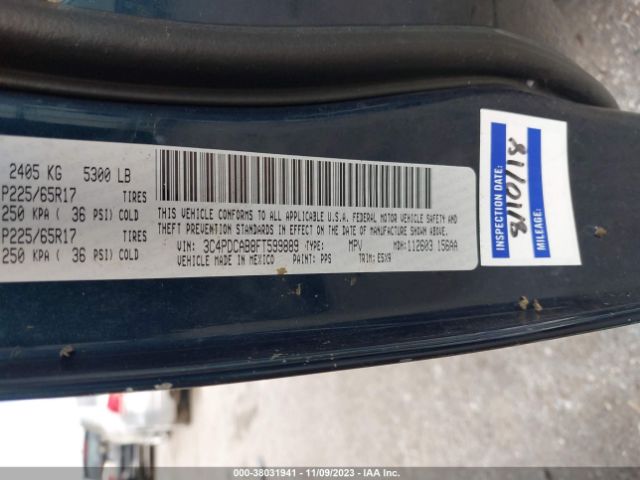 2405 KG 5300 LB
P225/65R17 TIRES
250 KPA ( 36 PSI) COLD
P225/65R17 TIRES
250 KPA ( 36 PSI) COLD
THIS VEHICLE CONFORMS TO ALL APPLICABLE U.S.A. FEDERAL MOTOR VEHICLE SAFETY AND
THEFT PREVENTION STANDARDS IN EFFECT ON THE DATE OF MANUFACTURE SHOWN ABOVE.
VIN: 3C4PDCAB8FT599889 TYPE: MPV MDH: 112603 156AA
VEHICLE MADE IN MEXICO PAINT: PPS TRIM: E5X9
INSPECTION DATE:
MILEAGE:
000-38031941 - 11/09/2023 - IAA Inc.